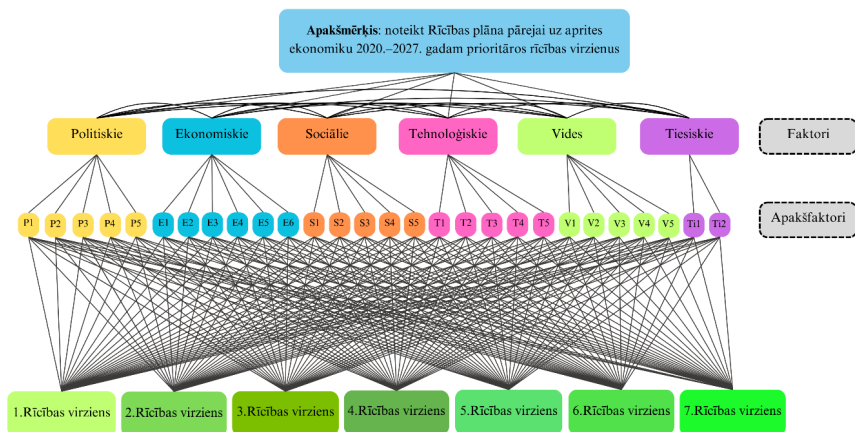 Apakšmērķis: noteikt Rīcības plāna pārejai uz aprites
ekonomiku 2020.–2027. gadam prioritāros rīcības virzienus
Politiskie
Ekonomiskie
Sociālie
Tehnoloģiskie
Vides
Tiesiskie
Faktori
P1
P2
P3
P4
P5
E1
E2
E3
E4
E5
E6
S1
S2
S3
S4
S5
T1
T2
T3
T4
T5
V1
V2
V3
V4
V5
Ti1
Ti2
Apakšfaktori
1.Rīcības virziens
2.Rīcības virziens
3.Rīcības virziens
4.Rīcības virziens
5.Rīcības virziens
6.Rīcības virziens
7.Rīcības virziens